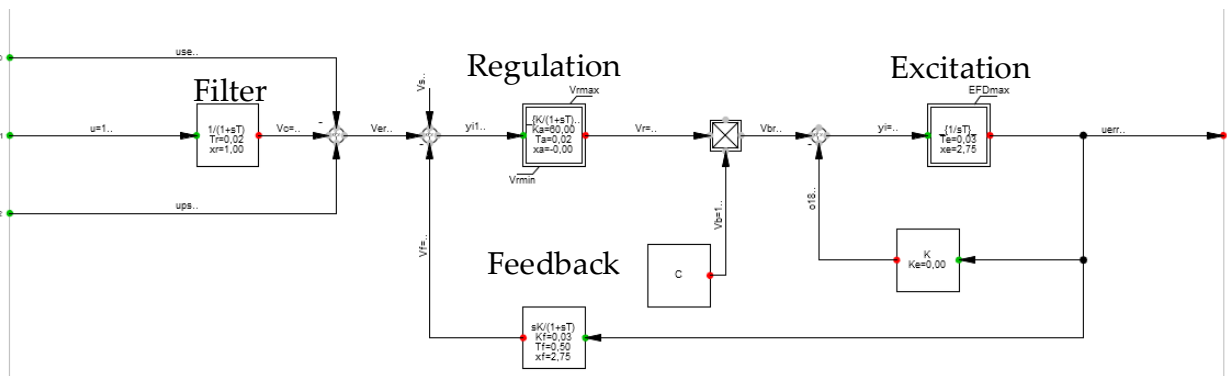 use..
Filter
Regulation
Excitation
Vs..
Vrmax
EFDmax
u=1..
1/(1+sT)
Tr=0,02
xr=1,00
Vo=..
-
Ver..
-
yi1..
_{K/(1+sT)..
Ka=60,00
Ta=0,02
xa=-0,00
Vrmin
Vr=..
Vbr..
-
yi=..
_{1/sT}_
Te=0,03
xe=2,75
uerr..
ups..
Vf=..
Vb=1..
o18..
Feedback
C
K
Ke=0,00
sK/(1+sT)
Kf=0,03
Tf=0,50
xf=2,75